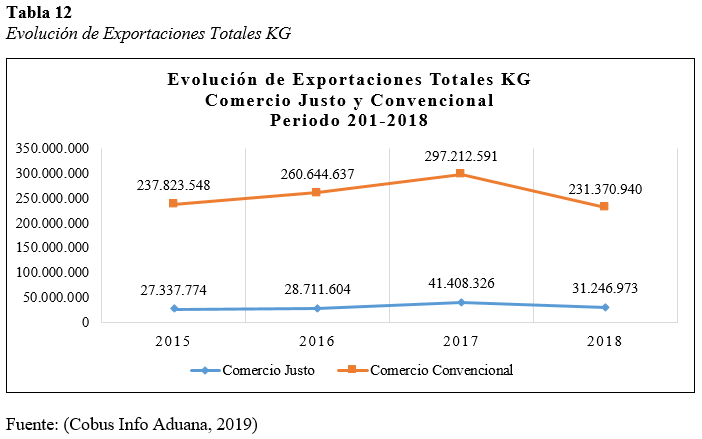 Tabla 12
Evolución de Exportaciones Totales KG
Evolución de Exportaciones Totales KG
Comercio Justo y Convencional
Periodo 201-2018
350.000.000
300.000.000
250.000.000
200.000.000
150.000.000
100.000.000
50.000.000
0
237.823.548
260.644.637
297.212.591
231.370.940
27.337.774
28.711.604
41.408.326
31.246.973
2015 2016 2017 2018
Comercio Justo Comercio Convencional
Fuente: (Cobus Info Aduana, 2019)